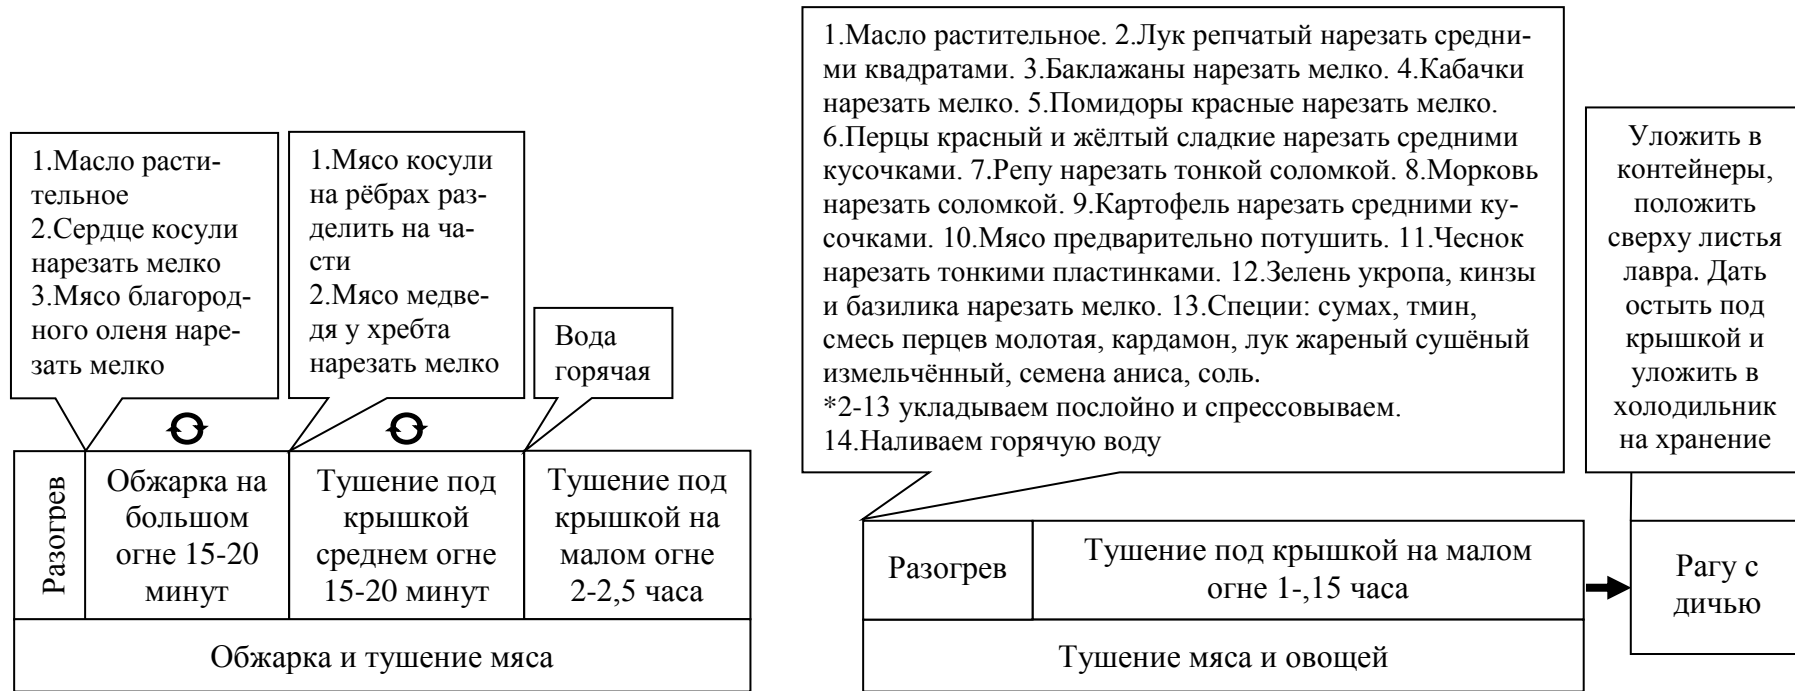 1.Масло расти-
тельное
2.Сердце косули
нарезать мелко
3.Мясо благород-
ного оленя наре-
зать мелко
1.Мясо косули
на рёбрах раз-
делить на ча-
сти
2.Мясо медве-
дя у хребта
нарезать мелко
Вода
горячая
Разогрев
Обжарка на
большом
огне 15-20
минут
Тушение под
крышкой
среднем огне
15-20 минут
Тушение под
крышкой на
малом огне
2-2,5 часа
Обжарка и тушение мяса
1.Масло растительное. 2.Лук репчатый нарезать средни-
ми квадратами. 3.Баклажаны нарезать мелко. 4.Кабачки
нарезать мелко. 5.Помидоры красные нарезать мелко.
6.Перцы красный и жёлтый сладкие нарезать средними
кусочками. 7.Репу нарезать тонкой соломкой. 8.Морковь
нарезать соломкой. 9.Картофель нарезать средними ку-
сочками. 10.Мясо предварительно потушить. 11.Чеснок
нарезать тонкими пластинками. 12.Зелень укропа, кинзы
и базилика нарезать мелко. 13.Специи: сумах, тмин,
смесь перцев молотая, кардамон, лук жареный сушёный
измельчённый, семена аниса, соль.
*2-13 укладываем послойно и спрессовываем.
14.Наливаем горячую воду
Разогрев
Тушение под крышкой на малом
огне 1-,15 часа
Тушение мяса и овощей
Уложить в
контейнеры,
положить
сверху листья
лавра. Дать
остыть под
крышкой и
уложить в
холодильник
на хранение
Рагу с
дичью